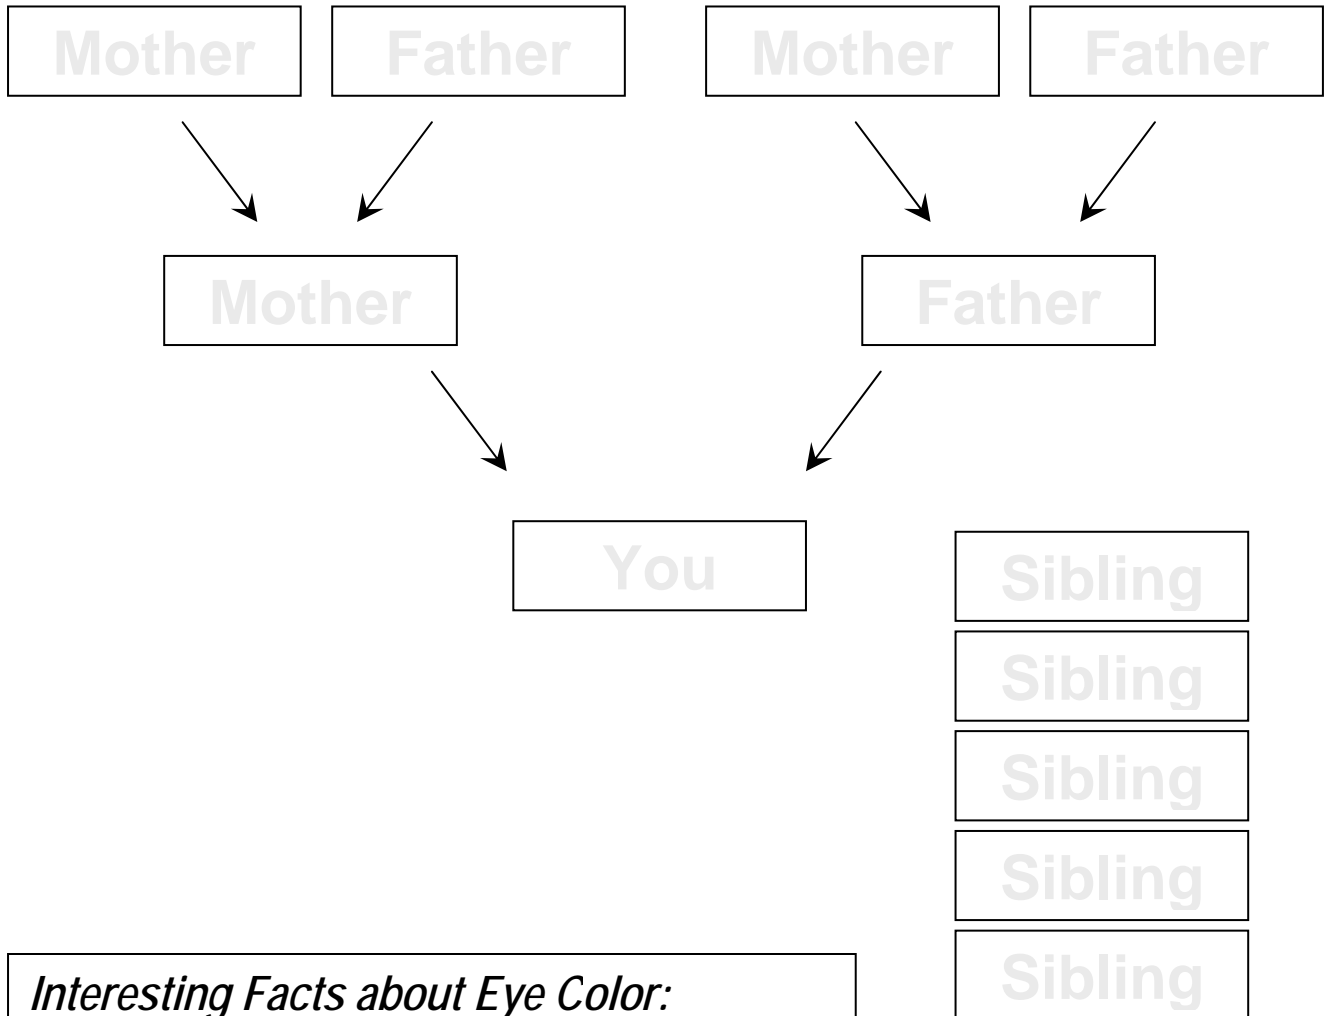 Mother Father Mother Father
Mother Father
You
Sibling
Sibling
Sibling
Sibling
Sibling
Interesting Facts about Eye Color: